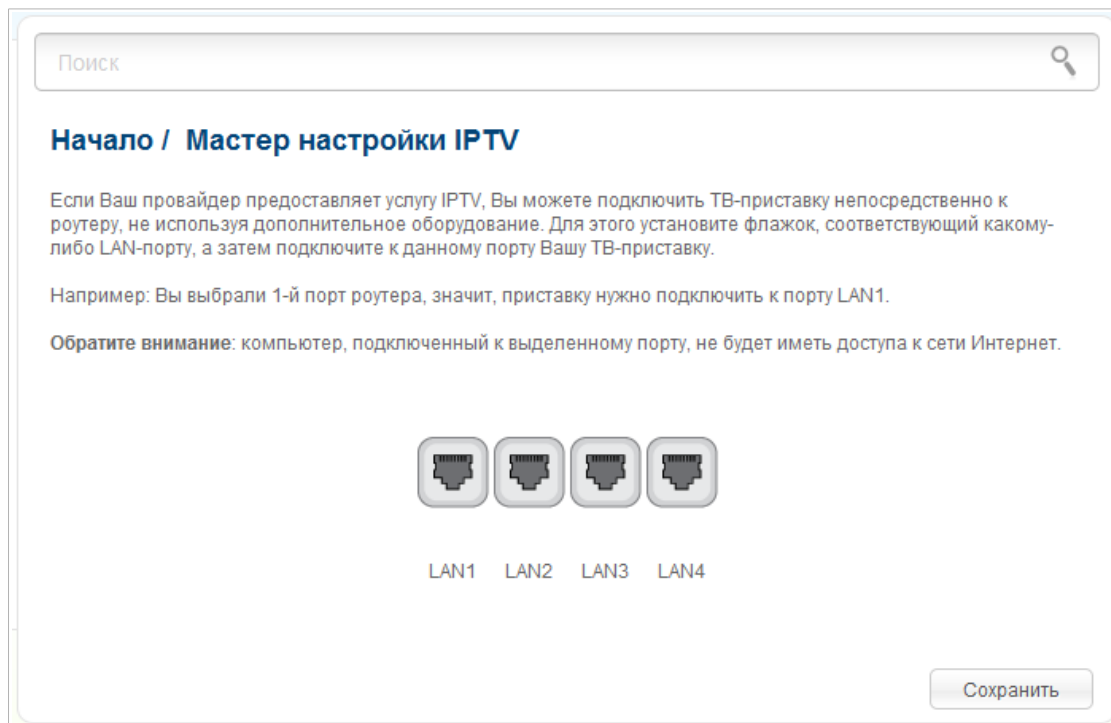 Поиск
Начало / Мастер настройки IPTV
Если Ваш провайдер предоставляет услугу IPTV, Вы можете подключить ТВ-приставку непосредственно к
роутеру, не используя дополнительное оборудование. Для этого установите флажок, соответствующий какому-
либо LAN-порту, а затем подключите к данному порту Вашу ТВ-приставку.
Например: Вы выбрали 1-й порт роутера, значит, приставку нужно подключить к порту LAN1.
Обратите внимание: компьютер, подключенный к выделенному порту, не будет иметь доступа к сети Интернет.
LAN1 LAN2 LAN3 LAN4
Сохранить